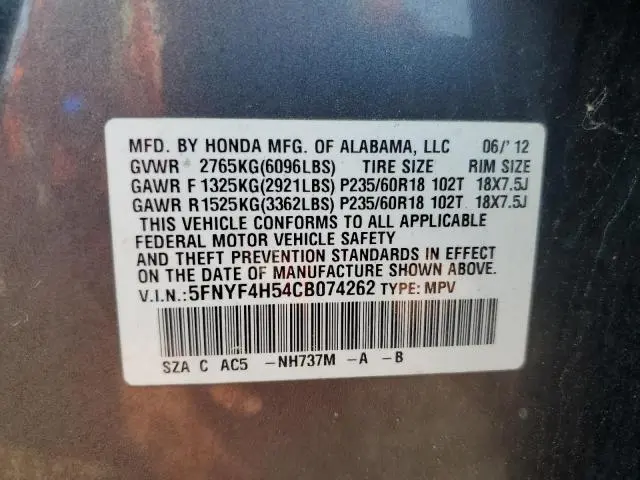 MFD. BY HONDA MFG. OF ALABAMA, LLC 06/'12
GVWR 2765KG(6096LBS) TIRE SIZE RIM SIZE
GAWR F 1325KG(2921LBS) P235/60R18 102T 18X7.5J
GAWR R1525KG(3362LBS) P235/60R18 102T 18X7.5J
THIS VEHICLE CONFORMS TO ALL APPLICABLE
FEDERAL MOTOR VEHICLE SAFETY
AND THEFT PREVENTION STANDARDS IN EFFECT
ON THE DATE OF MANUFACTURE SHOWN ABOVE.
V.I.N.:5FNYF4H54CB074262 TYPE: MPV
SZA C AC5 -NH737M -A -B